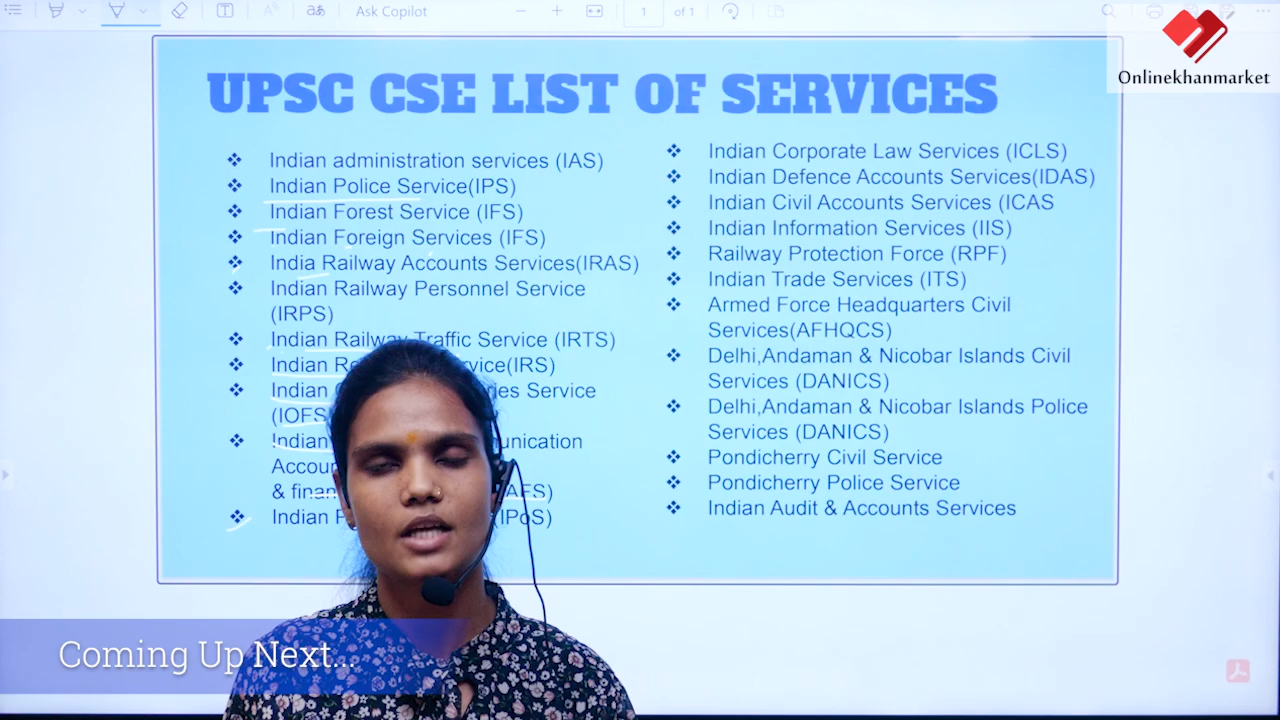 Ask Copilot
1 of 1
Onlinekhanmarket
UPSC CSE LIST OF SERVICES
Indian administration services (IAS)
Indian Police Service(IPS)
Indian Forest Service (IFS)
Indian Foreign Services (IFS)
India Railway Accounts Services(IRAS)
Indian Railway Personnel Service
(IRPS)
Indian Railway Traffic Service (IRTS)
Indian
Indian Service
(IOFS
Indian
& (IPoS)
Indian Corporate Law Services (ICLS)
Indian Defence Accounts Services(IDAS)
Indian Civil Accounts Services (ICAS
Indian Information Services (IIS)
Railway Protection Force (RPF)
Indian Trade Services (ITS)
Armed Force Headquarters Civil
Services(AFHQCS)
Delhi,Andaman & Nicobar Islands Civil
Services (DANICS)
Delhi,Andaman & Nicobar Islands Police
Services (DANICS)
Pondicherry Civil Service
Pondicherry Police Service
Indian Audit & Accounts Services
Coming Up Next...